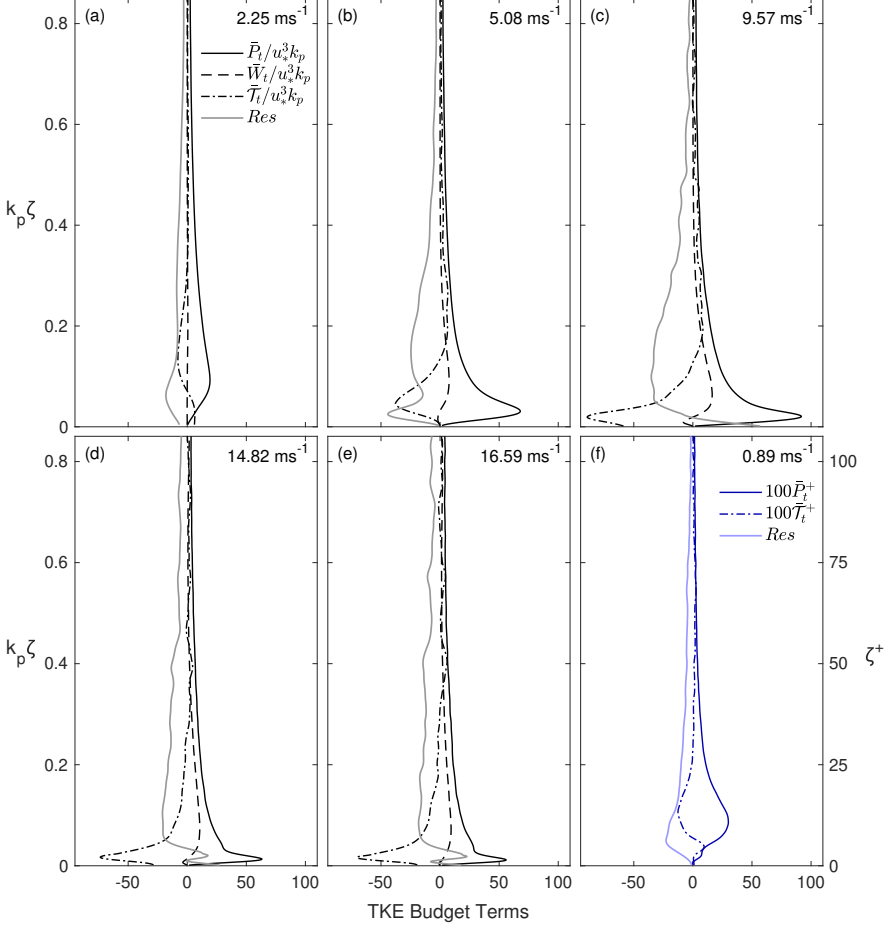 (a) 2.25 ms⁻¹
P̄ₜ/u³⁎kₚ
W̄ₜ/u³⁎kₚ
𝒯̄ₜ/u³⁎kₚ
Res
(b) 5.08 ms⁻¹
(c) 9.57 ms⁻¹
0.8
0.6
0.4
0.2
0
kₚζ
(d) 14.82 ms⁻¹
(e) 16.59 ms⁻¹
(f) 0.89 ms⁻¹
100P̄ₜ⁺
100𝒯̄ₜ⁺
Res
0.8
0.6
0.4
0.2
0
kₚζ
100
75
50
25
0
ζ⁺
-50 0 50 100
-50 0 50 100
-50 0 50 100
TKE Budget Terms